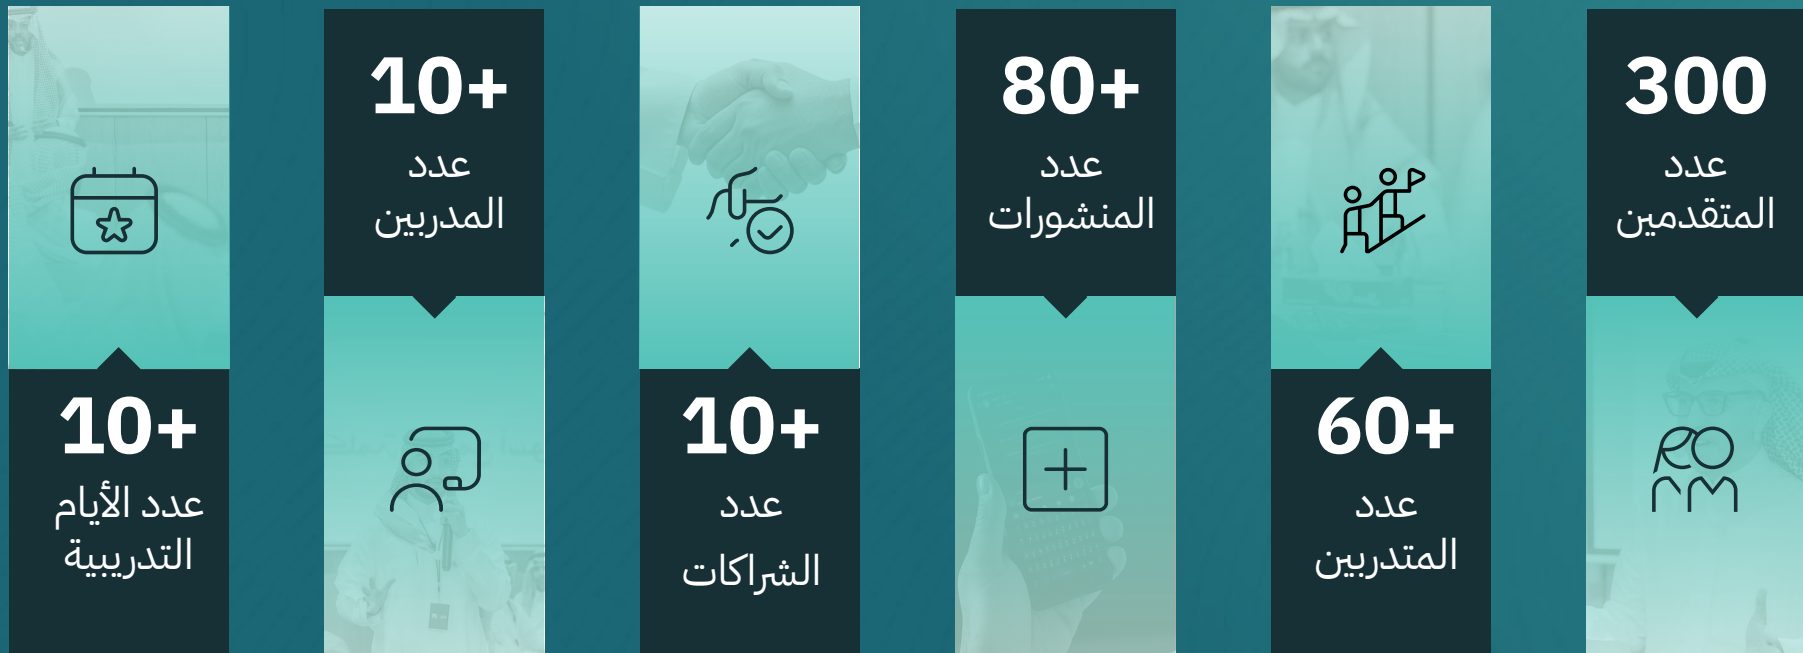 300
عدد
المتقدمين
60+
عدد
المتدربين
80+
عدد
المنشورات
10+
عدد
الشراكات
10+
عدد
المدربين
10+
عدد الأيام
التدريبية